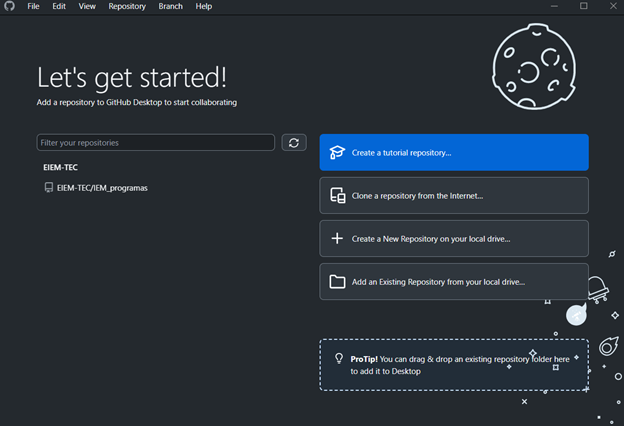 File Edit View Repository Branch Help
Let's get started!
Add a repository to GitHub Desktop to start collaborating
Filter your repositories
EIEM-TEC
EIEM-TEC/IEM_programas
Create a tutorial repository...
Clone a repository from the Internet...
Create a New Repository on your local drive...
Add an Existing Repository from your local drive...
ProTip! You can drag & drop an existing repository folder here
to add it to Desktop